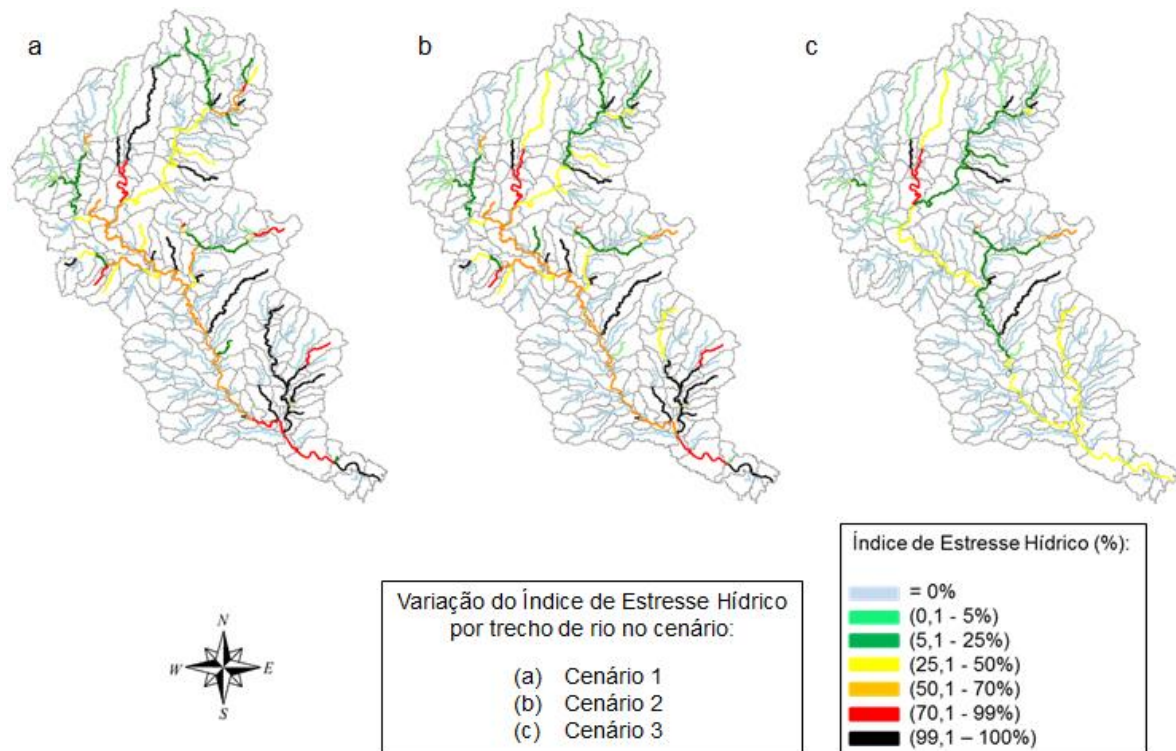 a
b
c
Índice de Estresse Hídrico (%):
= 0%
(0,1 - 5%)
(5,1 - 25%)
(25,1 - 50%)
(50,1 - 70%)
(70,1 - 99%)
(99,1 – 100%)
Variação do Índice de Estresse Hídrico
por trecho de rio no cenário:
(a) Cenário 1
(b) Cenário 2
(c) Cenário 3
N
W E
S